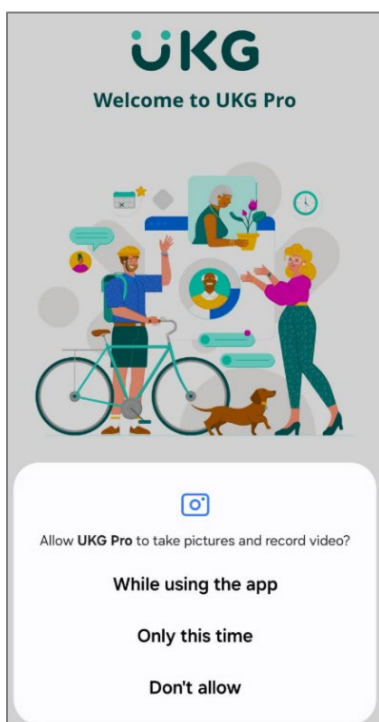 UKG
Welcome to UKG Pro
Allow UKG Pro to take pictures and record video?
While using the app
Only this time
Don't allow